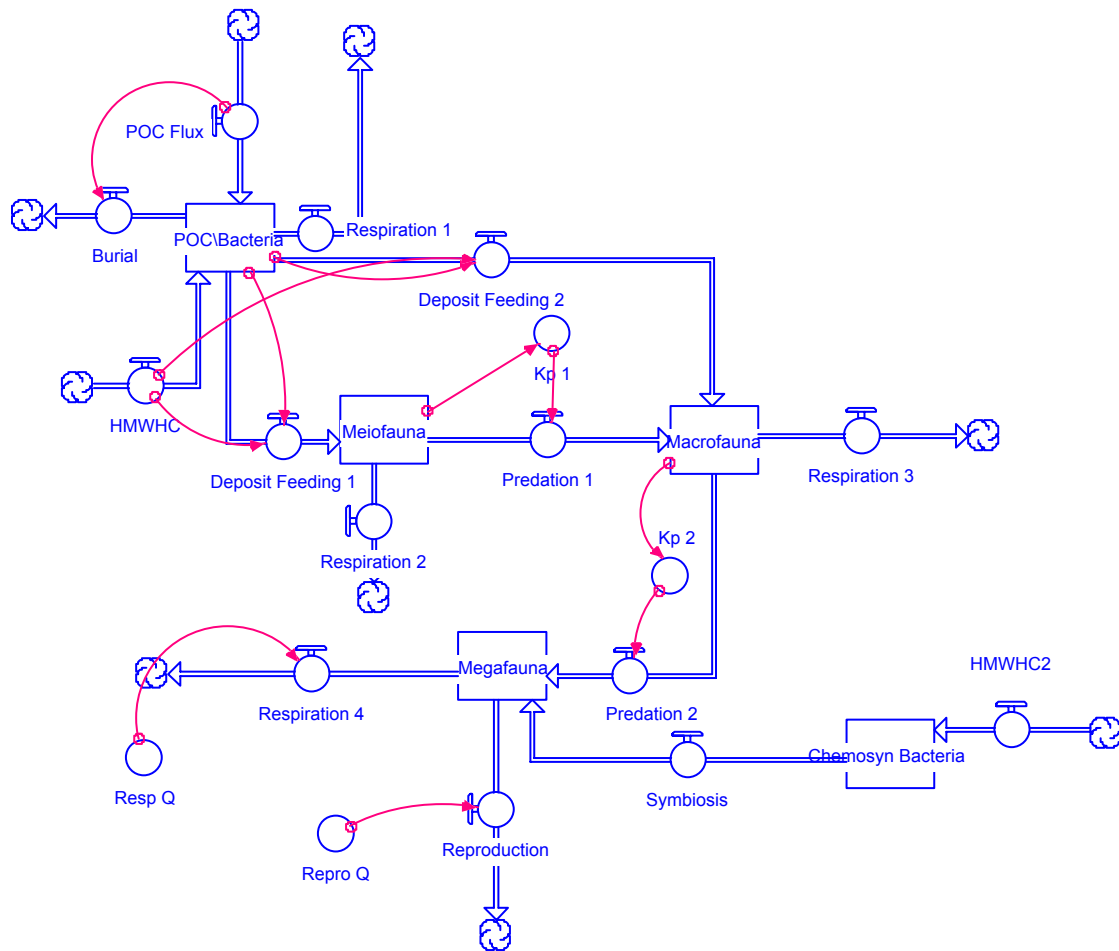 POC Flux
POC\Bacteria
Respiration 1
Burial
Deposit Feeding 2
Kp 1
HMWHC
Meiofauna
Macrofauna
Deposit Feeding 1
Predation 1
Respiration 3
Kp 2
Respiration 2
Megafauna
HMWHC2
Respiration 4
Predation 2
Chemosyn Bacteria
Resp Q
Symbiosis
Reproduction
Repro Q